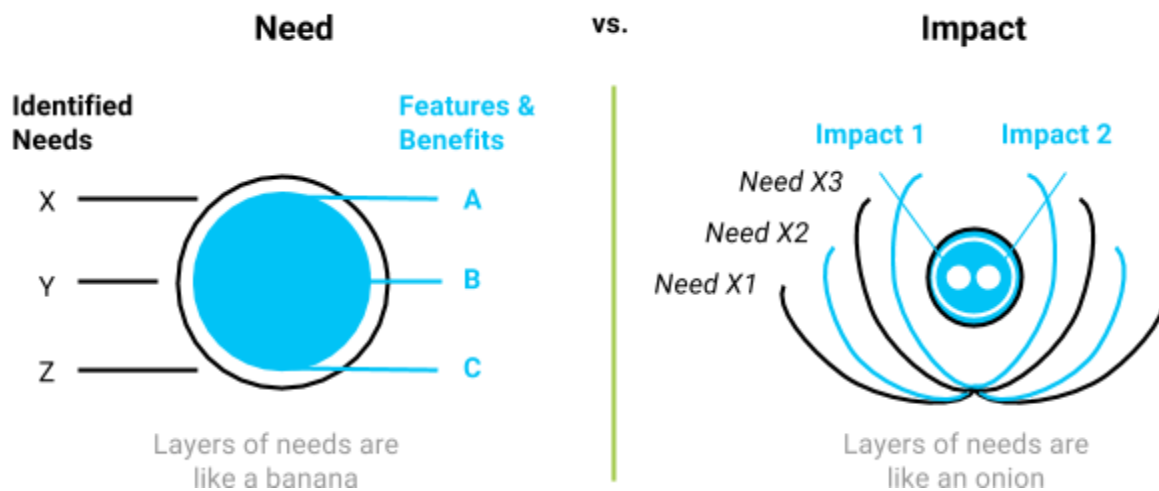 Need
vs.
Impact
Identified
Needs
Features &
Benefits
X
A
Y
B
Z
C
Layers of needs are
like a banana
Impact 1
Impact 2
Need X3
Need X2
Need X1
Layers of needs are
like an onion